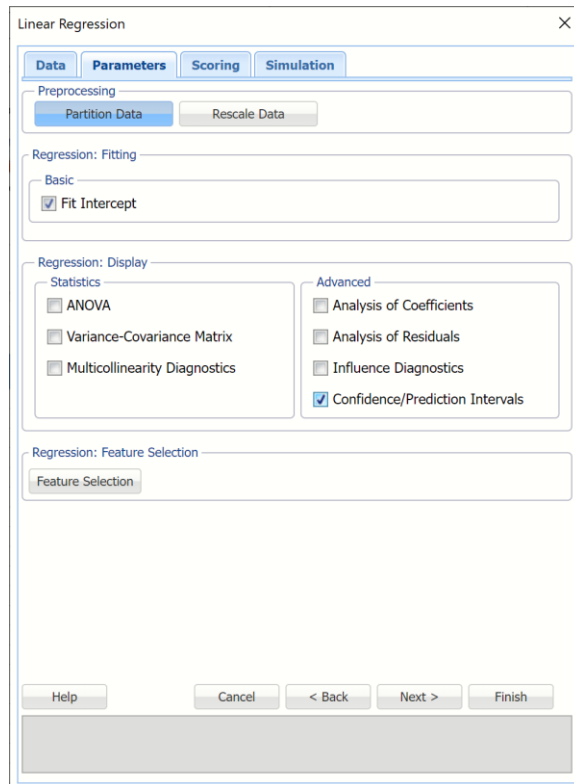 Linear Regression
Data Parameters Scoring Simulation
Preprocessing
Partition Data Rescale Data
Regression: Fitting
Basic
Fit Intercept
Regression: Display
Statistics
ANOVA
Variance-Covariance Matrix
Multicollinearity Diagnostics
Advanced
Analysis of Coefficients
Analysis of Residuals
Influence Diagnostics
Confidence/Prediction Intervals
Regression: Feature Selection
Feature Selection
Help Cancel < Back Next > Finish